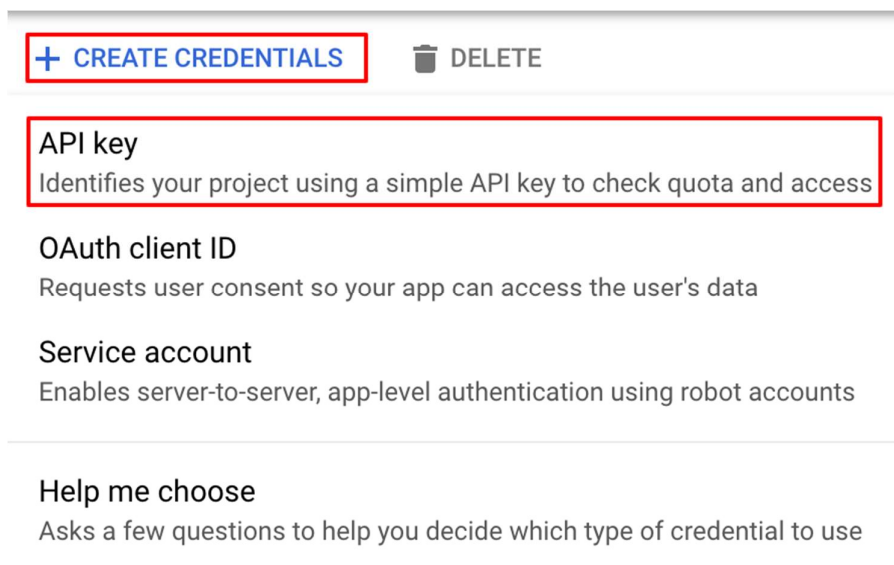 + CREATE CREDENTIALS DELETE
API key
Identifies your project using a simple API key to check quota and access
OAuth client ID
Requests user consent so your app can access the user's data
Service account
Enables server-to-server, app-level authentication using robot accounts
Help me choose
Asks a few questions to help you decide which type of credential to use